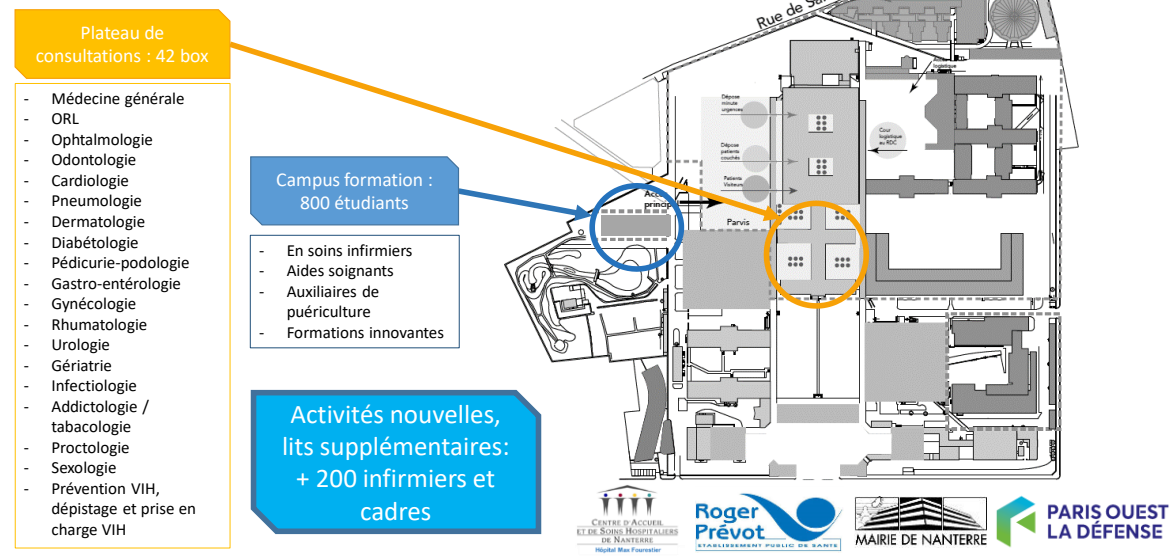 Plateau de
consultations : 42 box
- Médecine générale
- ORL
- Ophtalmologie
- Odontologie
- Cardiologie
- Pneumologie
- Dermatologie
- Diabétologie
- Pédicurie-podologie
- Gastro-entérologie
- Gynécologie
- Rhumatologie
- Urologie
- Gériatrie
- Infectiologie
- Addictologie /
tabacologie
- Proctologie
- Sexologie
- Prévention VIH,
dépistage et prise en
charge VIH
Campus formation :
800 étudiants
- En soins infirmiers
- Aides soignants
- Auxiliaires de
puériculture
- Formations innovantes
Activités nouvelles,
lits supplémentaires:
+ 200 infirmiers et
cadres
Rue de
logistique
Dépose
minute
urgences
Dépose
patients
couchés
Patients
Visiteurs
Cour
logistique
au RDC
Parvis
CENTRE D'ACCUEIL
ET DE SOINS HOSPITALIERS
DE NANTERRE
Hôpital Max Fourestier
Roger
Prévot
ETABLISSEMENT PUBLIC DE SANTE
MAIRIE DE NANTERRE
PARIS OUEST
LA DÉFENSE